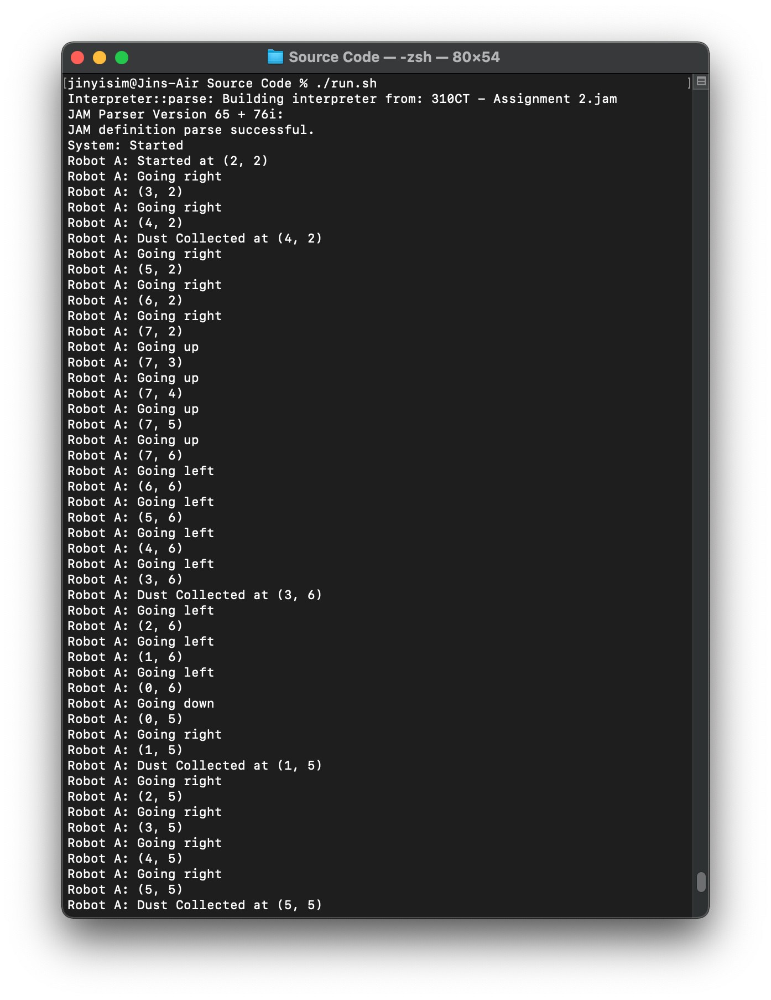 Source Code — -zsh — 80×54
jinyisim@Jins-Air Source Code % ./run.sh
Interpreter::parse: Building interpreter from: 310CT - Assignment 2.jam
JAM Parser Version 65 + 76i:
JAM definition parse successful.
System: Started
Robot A: Started at (2, 2)
Robot A: Going right
Robot A: (3, 2)
Robot A: Going right
Robot A: (4, 2)
Robot A: Dust Collected at (4, 2)
Robot A: Going right
Robot A: (5, 2)
Robot A: Going right
Robot A: (6, 2)
Robot A: Going right
Robot A: (7, 2)
Robot A: Going up
Robot A: (7, 3)
Robot A: Going up
Robot A: (7, 4)
Robot A: Going up
Robot A: (7, 5)
Robot A: Going up
Robot A: (7, 6)
Robot A: Going left
Robot A: (6, 6)
Robot A: Going left
Robot A: (5, 6)
Robot A: Going left
Robot A: (4, 6)
Robot A: Going left
Robot A: (3, 6)
Robot A: Dust Collected at (3, 6)
Robot A: Going left
Robot A: (2, 6)
Robot A: Going left
Robot A: (1, 6)
Robot A: Going left
Robot A: (0, 6)
Robot A: Going down
Robot A: (0, 5)
Robot A: Going right
Robot A: (1, 5)
Robot A: Dust Collected at (1, 5)
Robot A: Going right
Robot A: (2, 5)
Robot A: Going right
Robot A: (3, 5)
Robot A: Going right
Robot A: (4, 5)
Robot A: Going right
Robot A: (5, 5)
Robot A: Dust Collected at (5, 5)